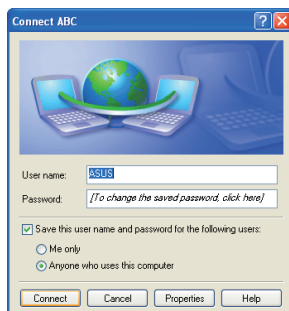 Connect ABC
User name: ASUS
Password: [To change the saved password, click here]
Save this user name and password for the following users:
Me only
Anyone who uses this computer
Connect Cancel Properties Help